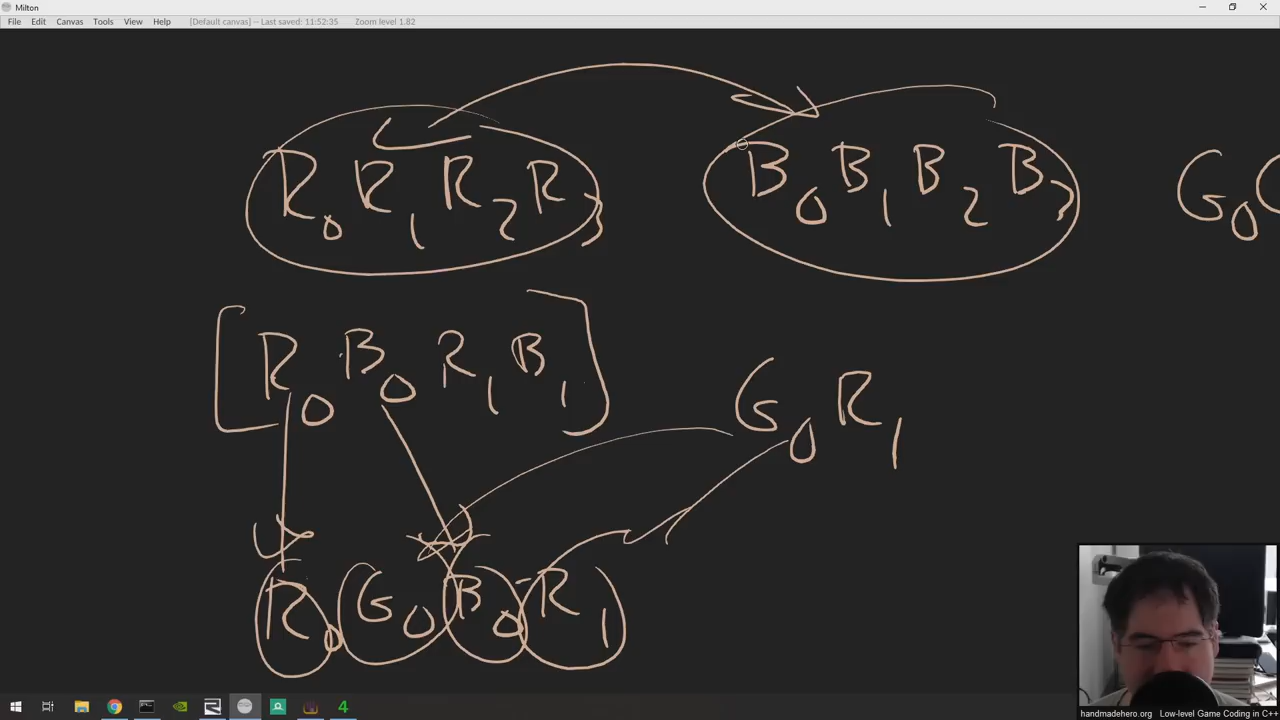 Milton
File Edit Canvas Tools View Help [Default canvas] -- Last saved: 11:52:35 Zoom level 1.82
R0 R1 R2 R3 B0 B1 B2 B3 G0
[R0 B0 R1 B1]
G0 R1
R0 G0 B0 R1
4
handmadehero.org Low-level Game Coding in C++